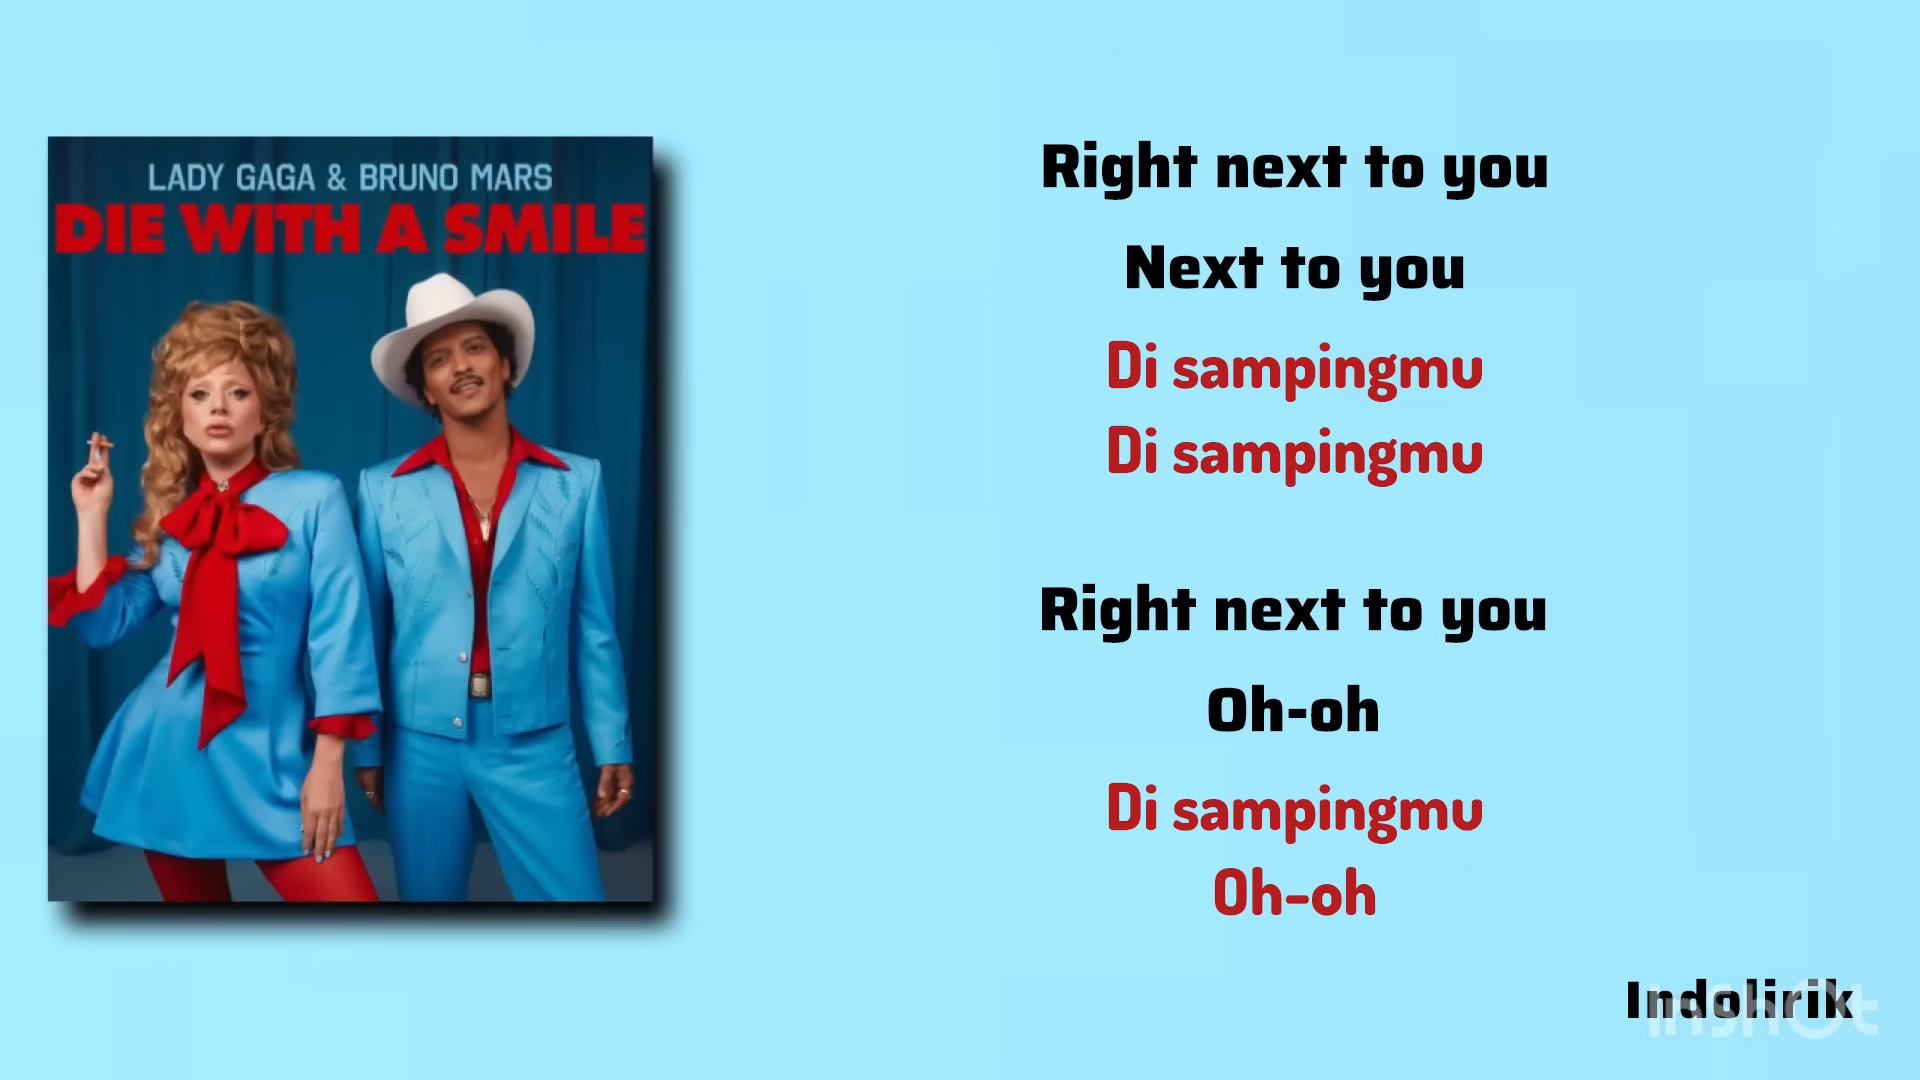 LADY GAGA & BRUNO MARS
DIE WITH A SMILE
Right next to you
Next to you
Di sampingmu
Di sampingmu
Right next to you
Oh-oh
Di sampingmu
Oh-oh
Indolirik
InShOt